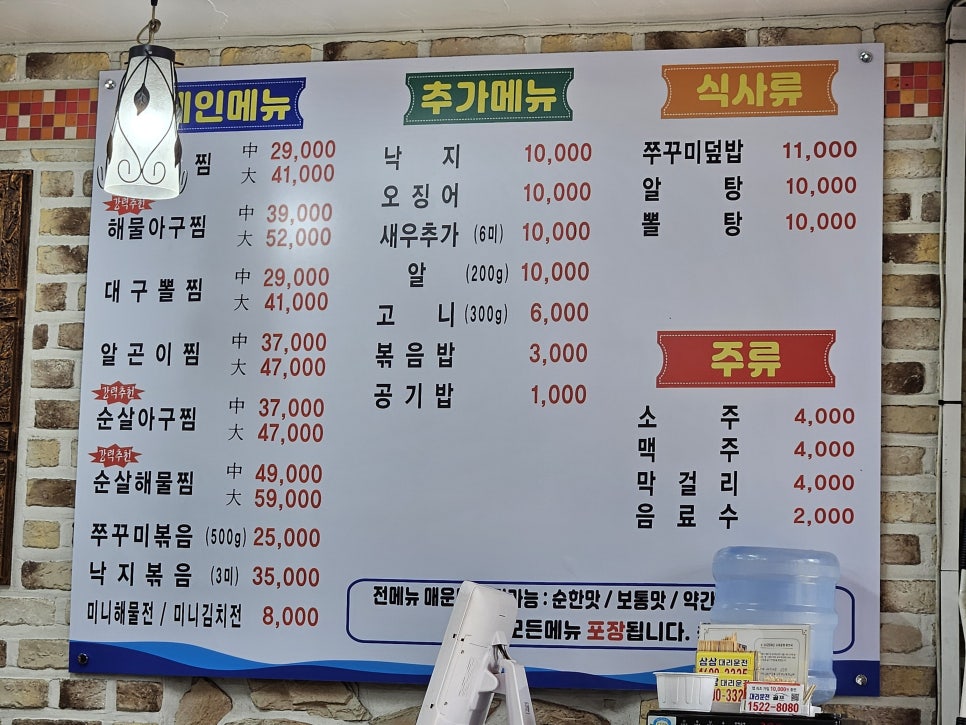 메인메뉴
찜 中 29,000
大 41,000
강력추천
해물아구찜 中 39,000
大 52,000
대구뽈찜 中 29,000
大 41,000
알곤이찜 中 37,000
大 47,000
강력추천
순살아구찜 中 37,000
大 47,000
강력추천
순살해물찜 中 49,000
大 59,000
쭈꾸미볶음 (500g) 25,000
낙지볶음 (3미) 35,000
미니해물전 / 미니김치전 8,000
추가메뉴
낙지 10,000
오징어 10,000
새우추가 (6미) 10,000
알 (200g) 10,000
고니 (300g) 6,000
볶음밥 3,000
공기밥 1,000
식사류
쭈꾸미덮밥 11,000
알탕 10,000
뽈탕 10,000
주류
소주 4,000
맥주 4,000
막걸리 4,000
음료수 2,000
전메뉴 매운 가능 : 순한맛 / 보통맛 / 약간
모든메뉴 포장됩니다.
삼삼 대리운전
대리운전
1522-8080